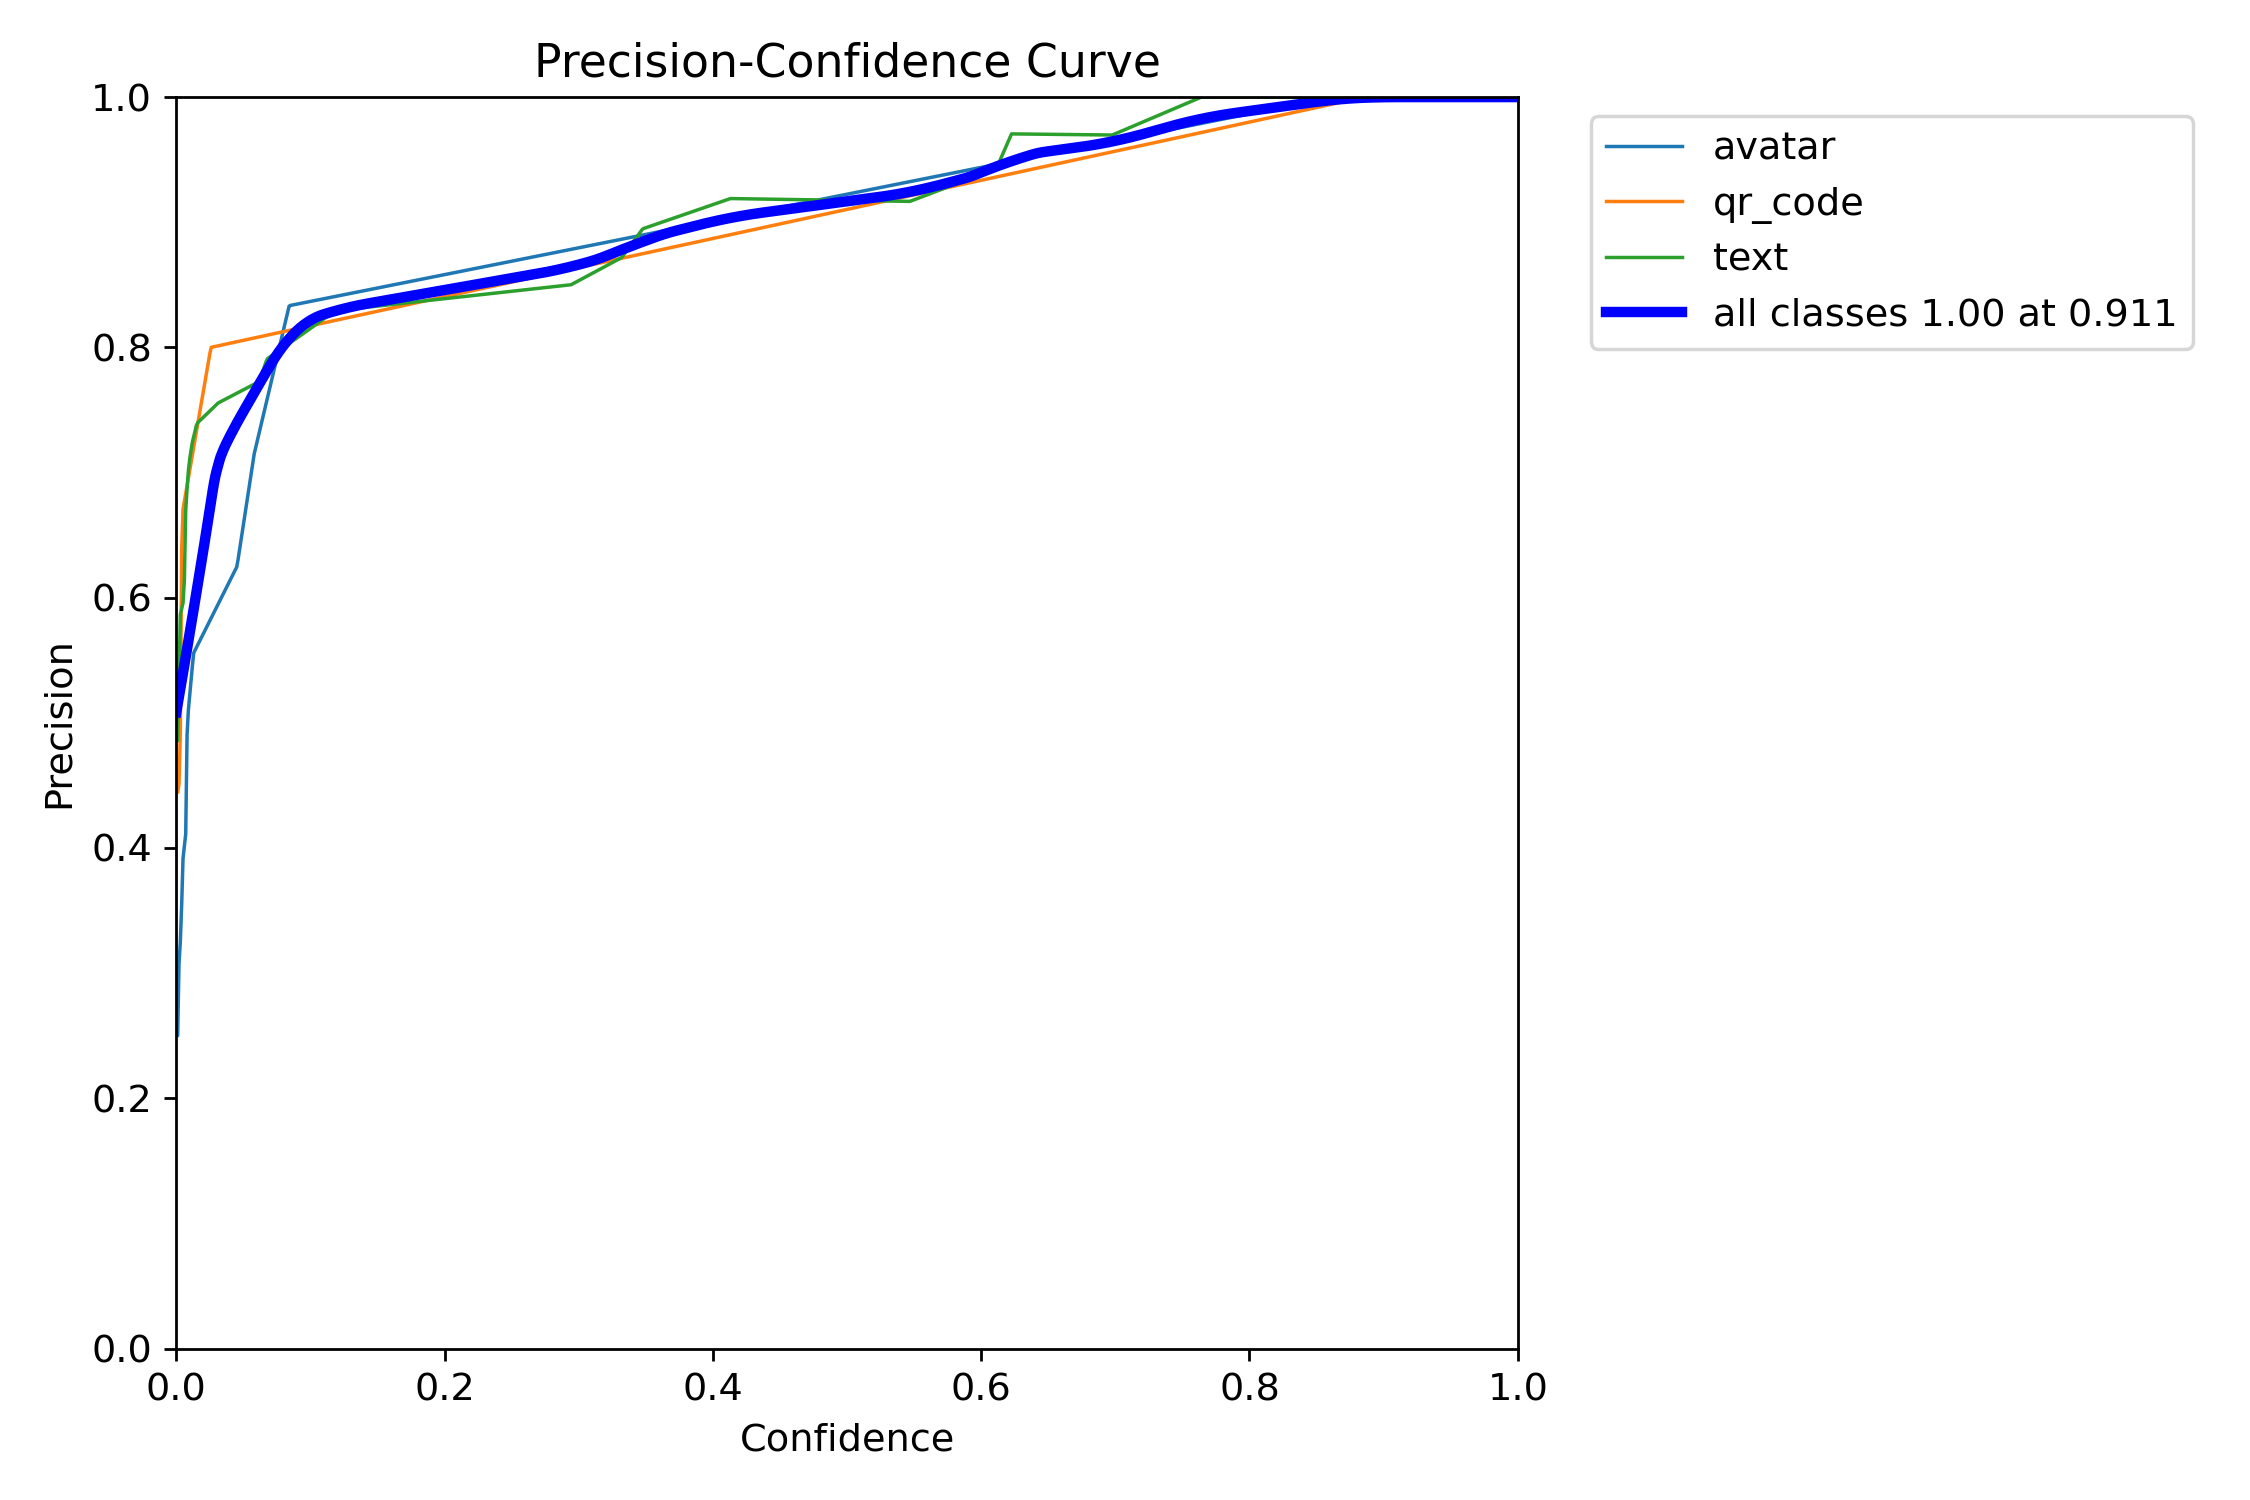 Precision-Confidence Curve
1.0
0.8
0.6
0.4
0.2
0.0
Precision
0.0 0.2 0.4 0.6 0.8 1.0
Confidence
avatar
qr_code
text
all classes 1.00 at 0.911